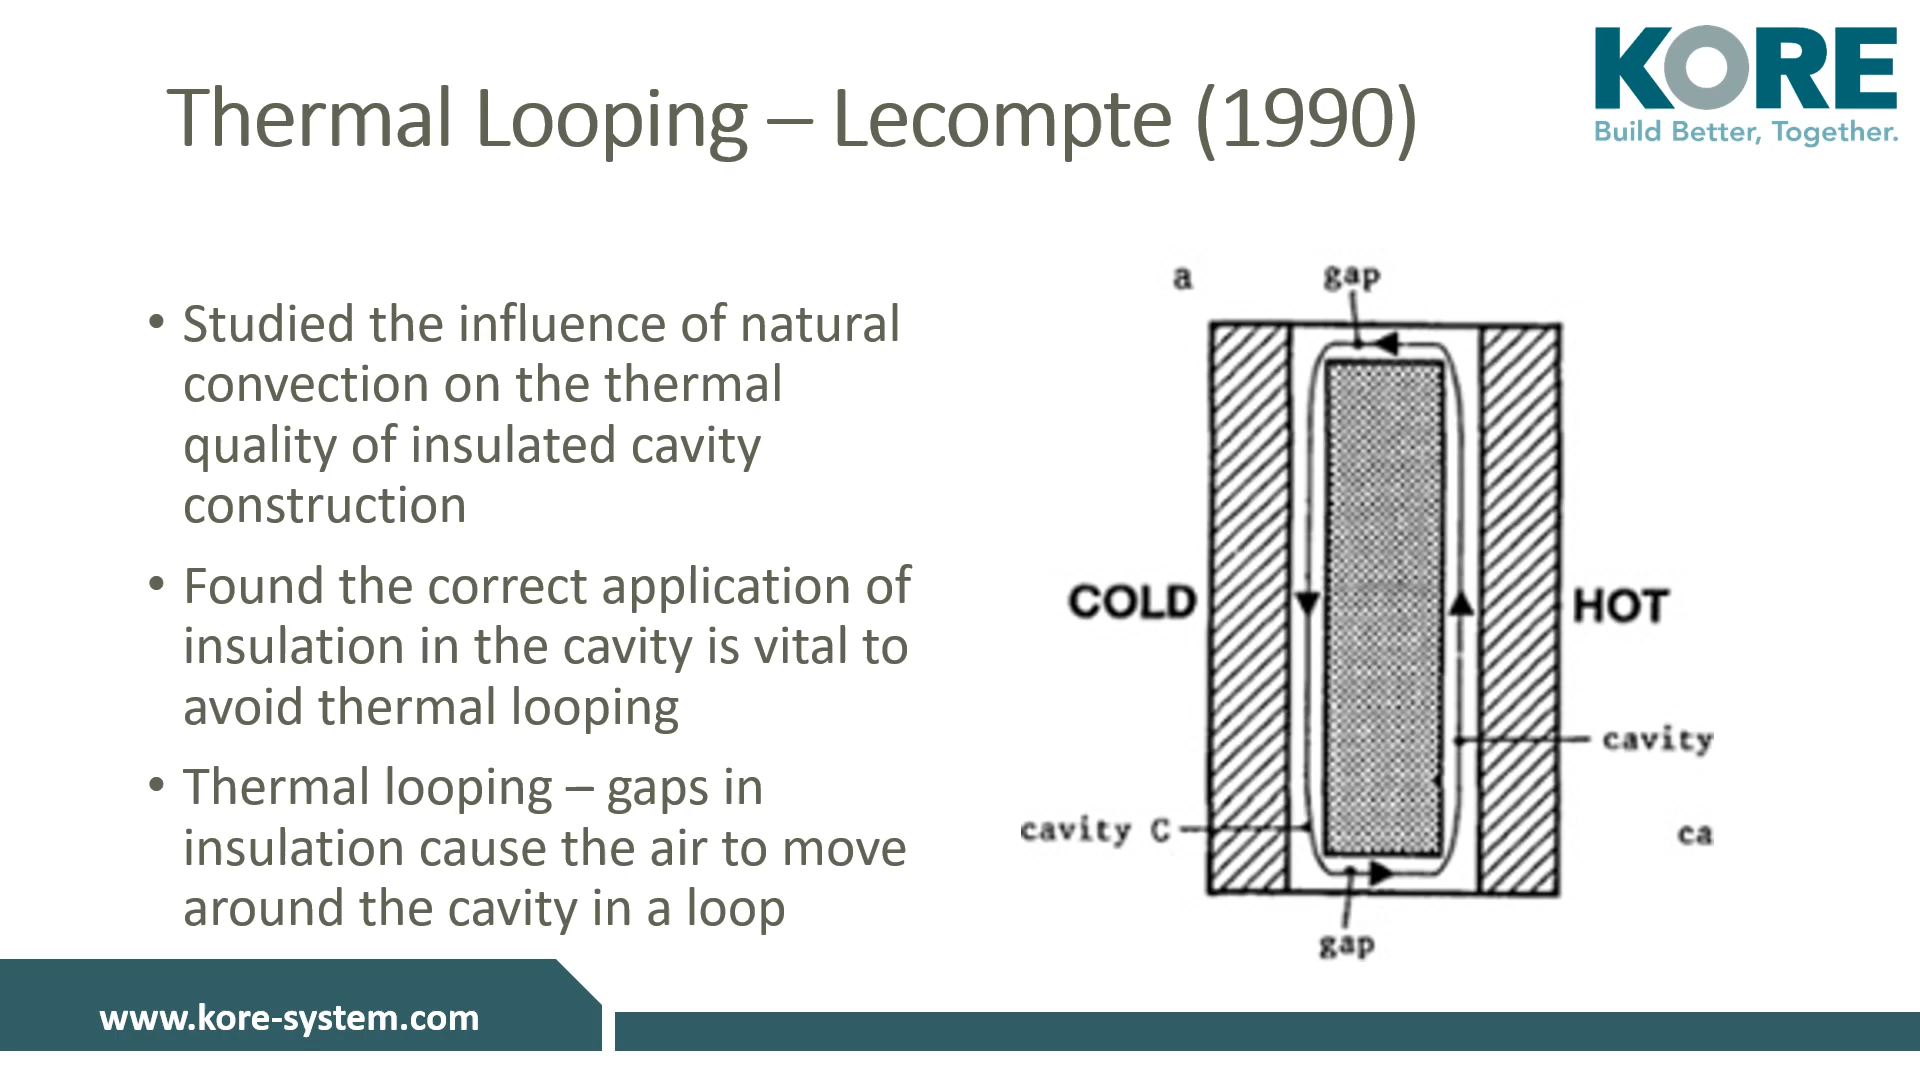 KORE
Build Better, Together.
Thermal Looping – Lecompte (1990)
• Studied the influence of natural
convection on the thermal
quality of insulated cavity
construction
• Found the correct application of
insulation in the cavity is vital to
avoid thermal looping
• Thermal looping – gaps in
insulation cause the air to move
around the cavity in a loop
a
gap
COLD
HOT
cavity
cavity C
ca
gap
www.kore-system.com